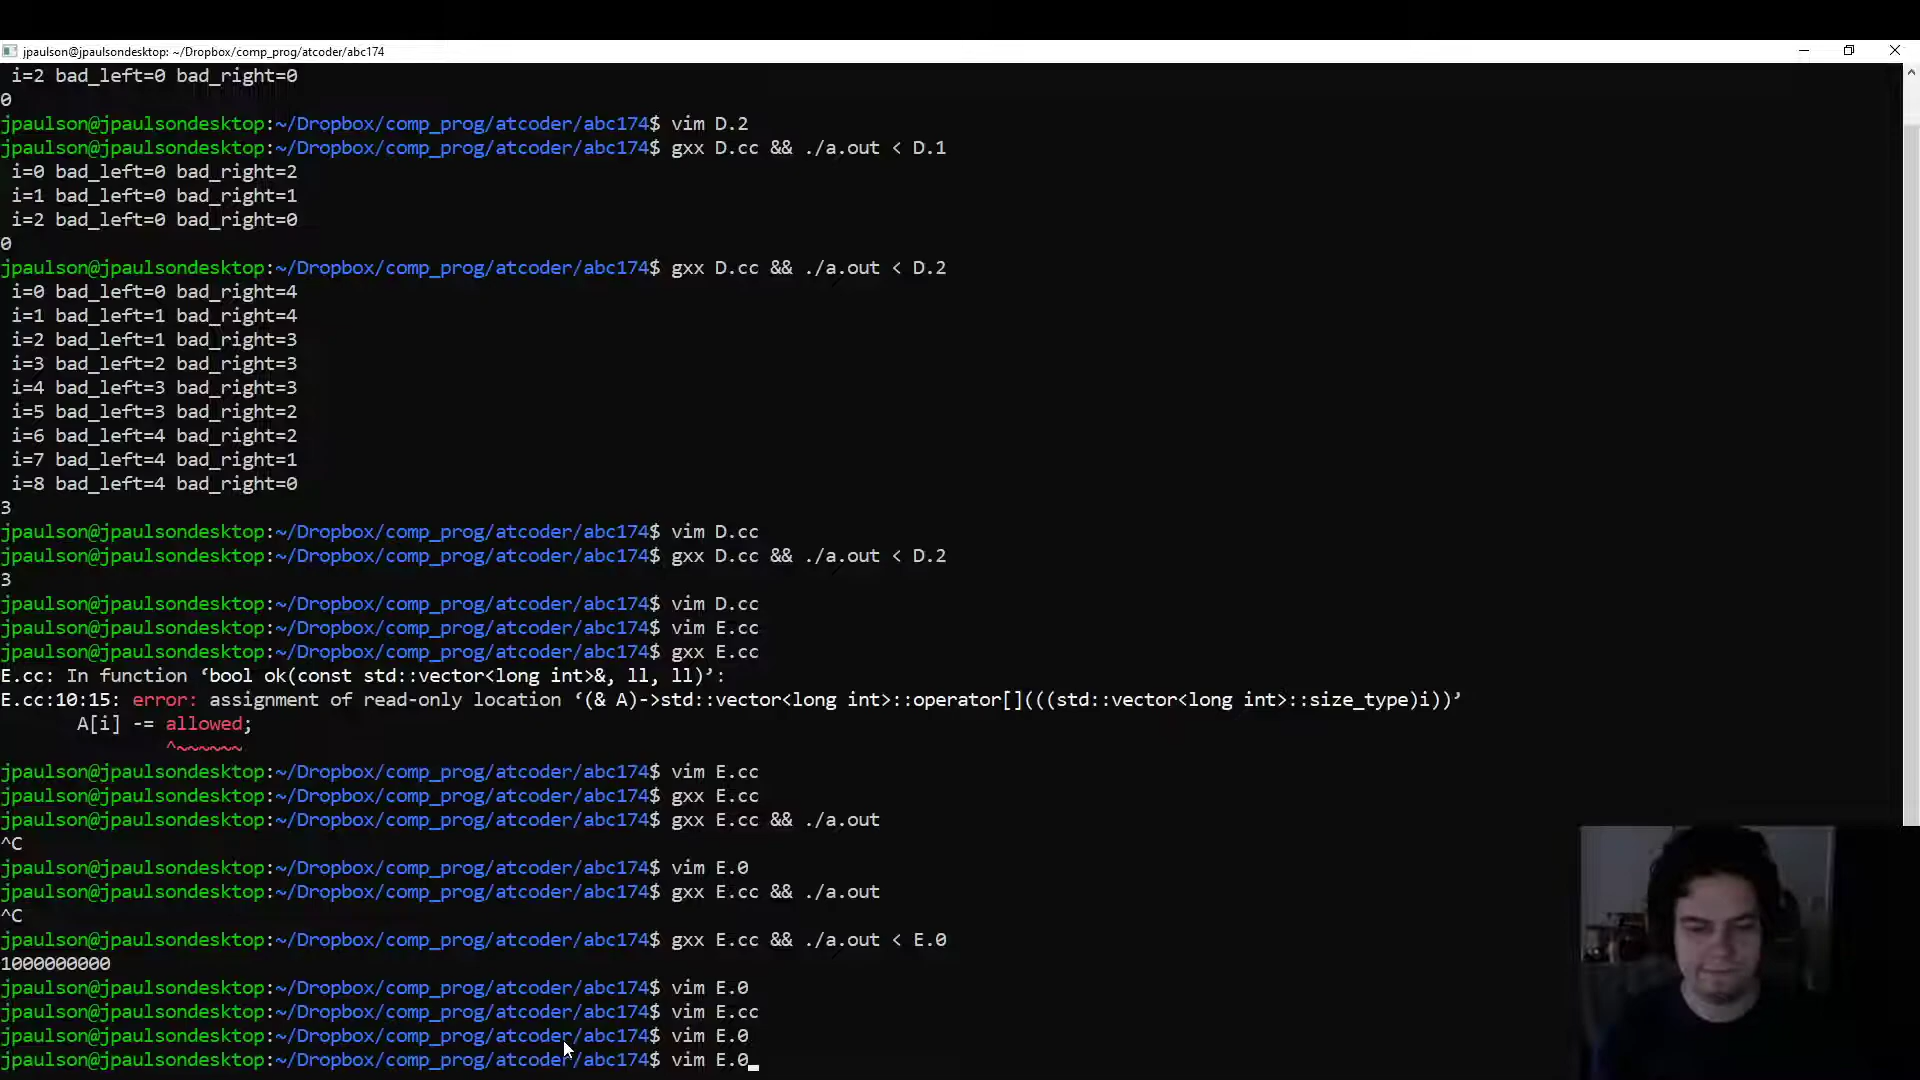 jpaulson@jpaulsondesktop: ~/Dropbox/comp_prog/atcoder/abc174
i=2 bad_left=0 bad_right=0
0
jpaulson@jpaulsondesktop:~/Dropbox/comp_prog/atcoder/abc174$ vim D.2
jpaulson@jpaulsondesktop:~/Dropbox/comp_prog/atcoder/abc174$ gxx D.cc && ./a.out < D.1
i=0 bad_left=0 bad_right=2
i=1 bad_left=0 bad_right=1
i=2 bad_left=0 bad_right=0
0
jpaulson@jpaulsondesktop:~/Dropbox/comp_prog/atcoder/abc174$ gxx D.cc && ./a.out < D.2
i=0 bad_left=0 bad_right=4
i=1 bad_left=1 bad_right=4
i=2 bad_left=1 bad_right=3
i=3 bad_left=2 bad_right=3
i=4 bad_left=3 bad_right=3
i=5 bad_left=3 bad_right=2
i=6 bad_left=4 bad_right=2
i=7 bad_left=4 bad_right=1
i=8 bad_left=4 bad_right=0
3
jpaulson@jpaulsondesktop:~/Dropbox/comp_prog/atcoder/abc174$ vim D.cc
jpaulson@jpaulsondesktop:~/Dropbox/comp_prog/atcoder/abc174$ gxx D.cc && ./a.out < D.2
3
jpaulson@jpaulsondesktop:~/Dropbox/comp_prog/atcoder/abc174$ vim D.cc
jpaulson@jpaulsondesktop:~/Dropbox/comp_prog/atcoder/abc174$ vim E.cc
jpaulson@jpaulsondesktop:~/Dropbox/comp_prog/atcoder/abc174$ gxx E.cc
E.cc: In function ‘bool ok(const std::vector<long int>&, ll, ll)’:
E.cc:10:15: error: assignment of read-only location ‘(& A)->std::vector<long int>::operator[](((std::vector<long int>::size_type)i))’
A[i] -= allowed;
^~~~~~~
jpaulson@jpaulsondesktop:~/Dropbox/comp_prog/atcoder/abc174$ vim E.cc
jpaulson@jpaulsondesktop:~/Dropbox/comp_prog/atcoder/abc174$ gxx E.cc
jpaulson@jpaulsondesktop:~/Dropbox/comp_prog/atcoder/abc174$ gxx E.cc && ./a.out
^C
jpaulson@jpaulsondesktop:~/Dropbox/comp_prog/atcoder/abc174$ vim E.0
jpaulson@jpaulsondesktop:~/Dropbox/comp_prog/atcoder/abc174$ gxx E.cc && ./a.out
^C
jpaulson@jpaulsondesktop:~/Dropbox/comp_prog/atcoder/abc174$ gxx E.cc && ./a.out < E.0
1000000000
jpaulson@jpaulsondesktop:~/Dropbox/comp_prog/atcoder/abc174$ vim E.0
jpaulson@jpaulsondesktop:~/Dropbox/comp_prog/atcoder/abc174$ vim E.cc
jpaulson@jpaulsondesktop:~/Dropbox/comp_prog/atcoder/abc174$ vim E.0
jpaulson@jpaulsondesktop:~/Dropbox/comp_prog/atcoder/abc174$ vim E.0